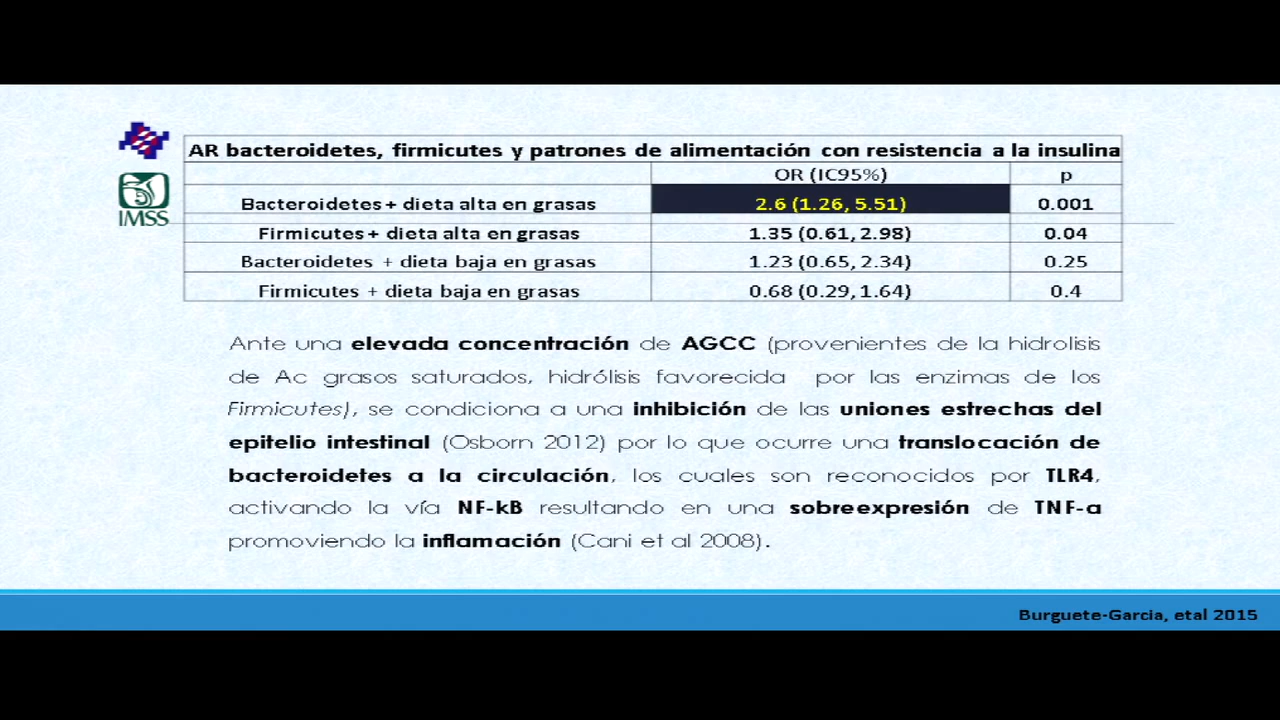 AR bacteroidetes, firmicutes y patrones de alimentación con resistencia a la insulina
OR (IC95%) p
Bacteroidetes + dieta alta en grasas 2.6 (1.26, 5.51) 0.001
Firmicutes + dieta alta en grasas 1.35 (0.61, 2.98) 0.04
Bacteroidetes + dieta baja en grasas 1.23 (0.65, 2.34) 0.25
Firmicutes + dieta baja en grasas 0.68 (0.29, 1.64) 0.4
IMSS
Ante una elevada concentración de AGCC (provenientes de la hidrolisis
de Ac grasos saturados, hidrólisis favorecida por las enzimas de los
Firmicutes), se condiciona a una inhibición de las uniones estrechas del
epitelio intestinal (Osborn 2012) por lo que ocurre una translocación de
bacteroidetes a la circulación, los cuales son reconocidos por TLR4,
activando la vía NF-kB resultando en una sobreexpresión de TNF-a
promoviendo la inflamación (Cani et al 2008).
Burguete-Garcia, etal 2015